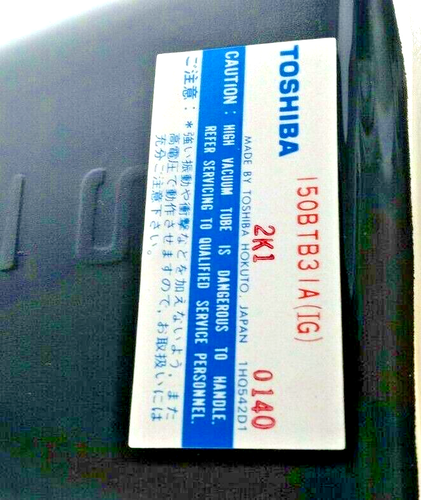 TOSHIBA 150BTB31A(IG)
2K1 0140
MADE BY TOSHIBA HOKUTO, JAPAN 1HQ542D1
CAUTION : HIGH VACUUM TUBE IS DANGEROUS TO HANDLE.
REFER SERVICING TO QUALIFIED SERVICE PERSONNEL.
ご注意：*強い振動や衝撃などを加えないよう，また
高電圧で動作させますので，お取扱いには
充分ご注意下さい。